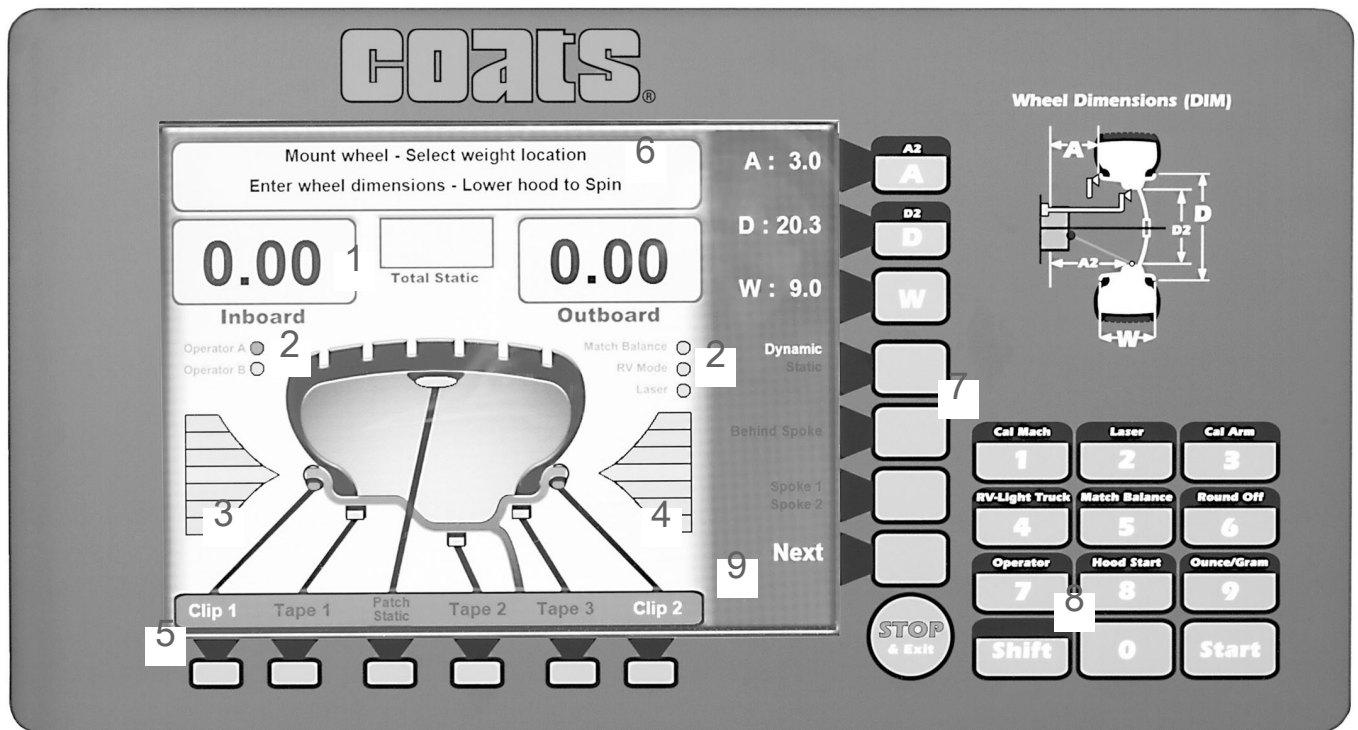 coats®
Wheel Dimensions (DIM)
A
D
D2
A2
W
Mount wheel - Select weight location
6
Enter wheel dimensions - Lower hood to Spin
0.00
1
Total Static
0.00
Inboard
Outboard
Operator A
2
Operator B
Match Balance
2
RV Mode
Laser
3
4
Clip 1
Tape 1
Patch
Static
Tape 2
Tape 3
Clip 2
5
A : 3.0
D : 20.3
W : 9.0
Dynamic
Static
Behind Spoke
Spoke 1
Spoke 2
Next
9
A2
A
D2
D
W
7
STOP
& Exit
Cal Mach
1
Laser
2
Cal Arm
3
RV-Light Truck
4
Match Balance
5
Round Off
6
Operator
7
Hood Start
8
8
Ounce/Gram
9
Shift
0
Start